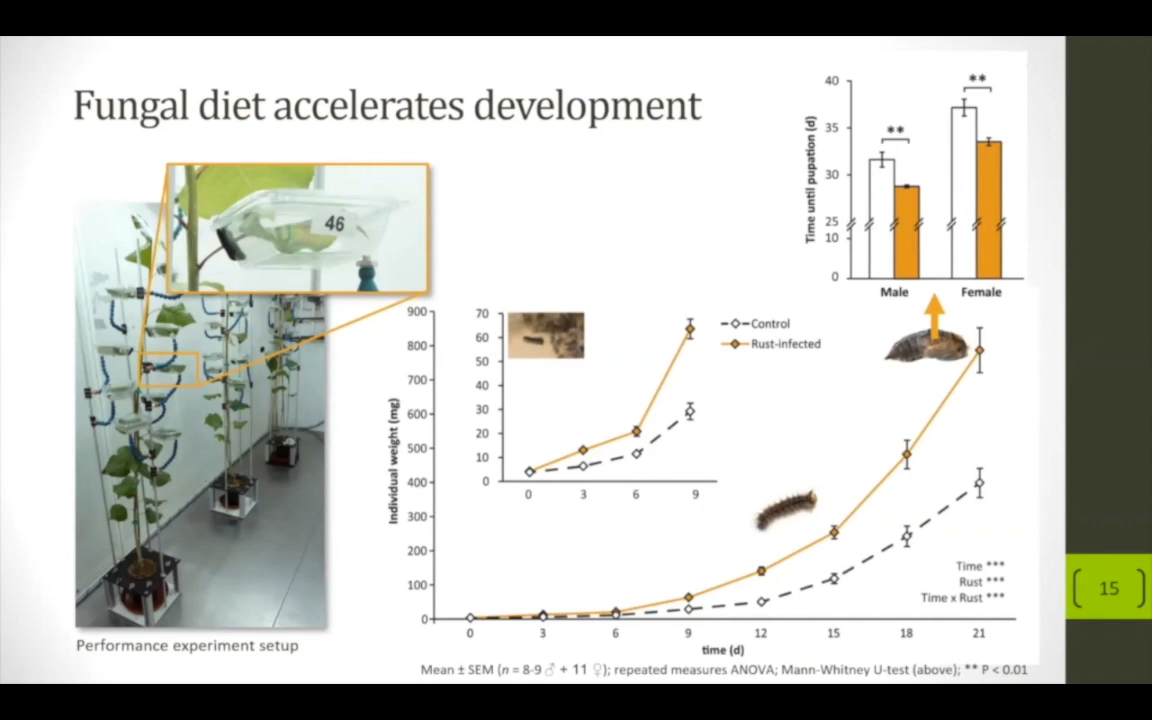 Fungal diet accelerates development
46
Performance experiment setup
Time until pupation (d)
40
35
30
25
10
0
**
**
Male
Female
Individual weight (mg)
900
800
700
600
500
400
300
200
100
0
70
60
50
40
30
20
10
0
0 3 6 9
Control
Rust-infected
Time ***
Rust ***
Time x Rust ***
0 3 6 9 12 15 18 21
time (d)
Mean ± SEM (n = 8-9 ♂ + 11 ♀); repeated measures ANOVA; Mann-Whitney U-test (above); ** P < 0.01
15